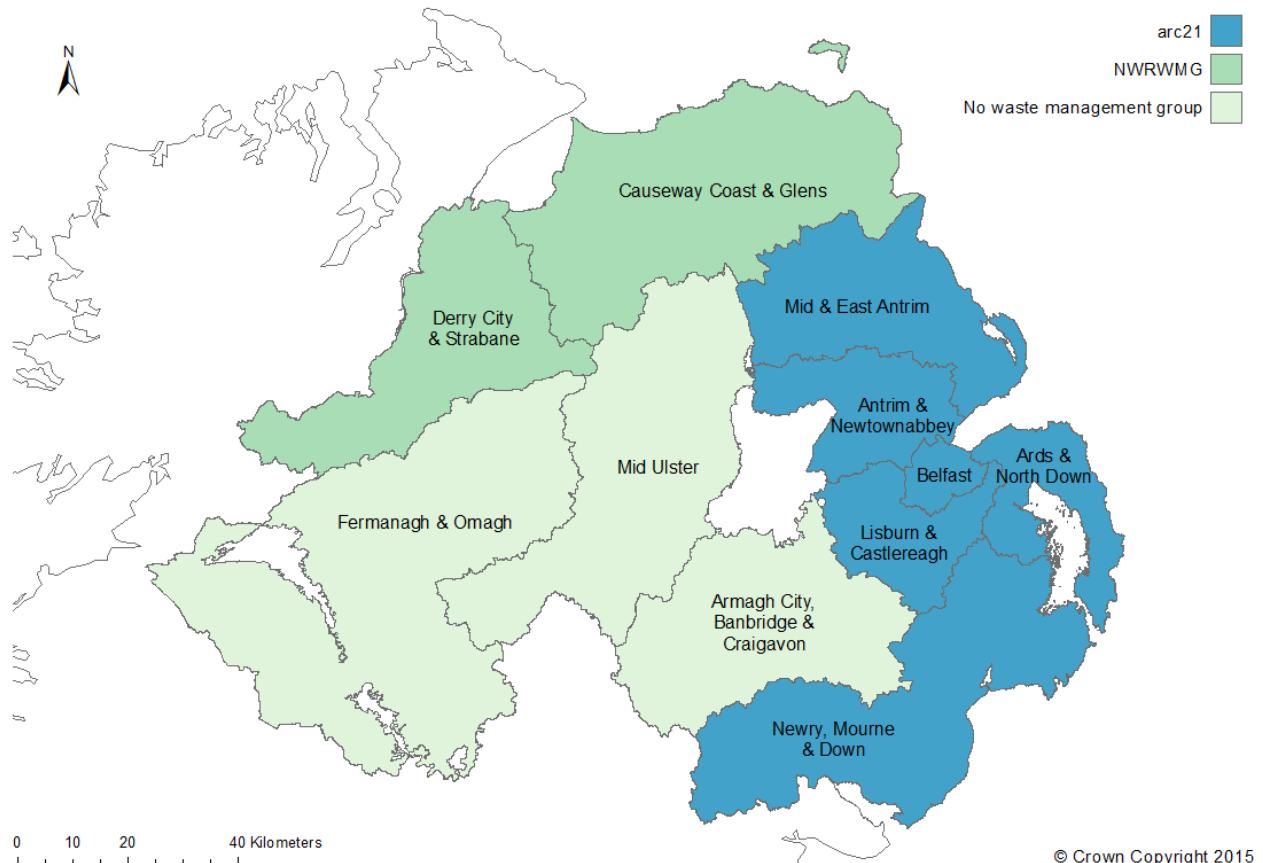 N
arc21
NWRWMG
No waste management group
Causeway Coast & Glens
Mid & East Antrim
Derry City
& Strabane
Antrim &
Newtownabbey
Ards &
North Down
Belfast
Mid Ulster
Fermanagh & Omagh
Lisburn &
Castlereagh
Armagh City,
Banbridge &
Craigavon
Newry, Mourne
& Down
0 10 20 40 Kilometers
© Crown Copyright 2015